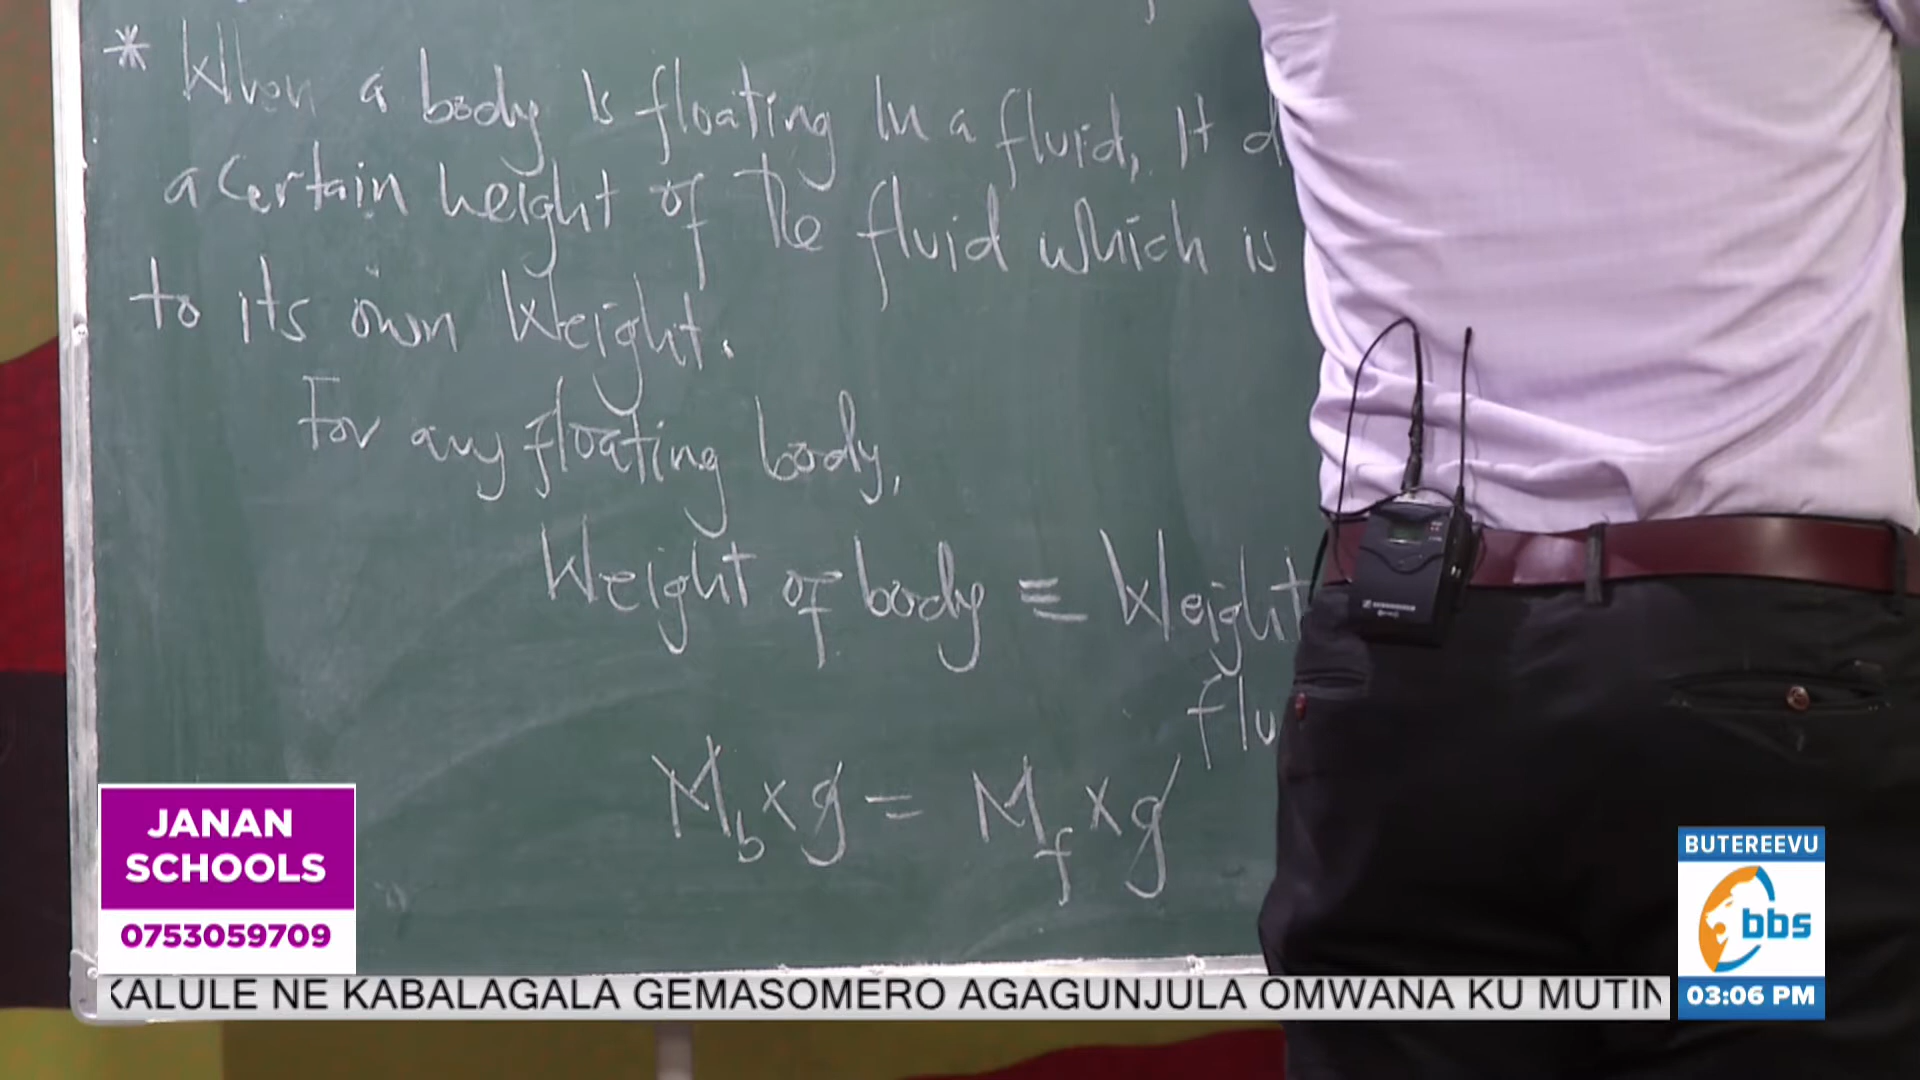 * When a body is floating in a fluid, it d
a certain weight of the fluid which is
to its own weight.
For any floating body,
Weight of body = Weight
flu
Mb x g = Mf x g
JANAN
SCHOOLS
0753059709
BUTEREEVU
bbs
03:06 PM
KALULE NE KABALAGALA GEMASOMERO AGAGUNJULA OMWANA KU MUTIN